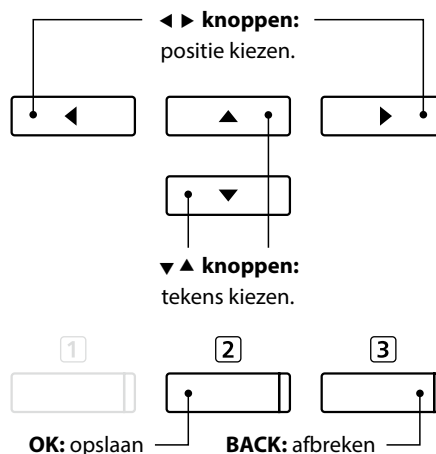 ◀ ▶ knoppen:
positie kiezen.
▼ ▲ knoppen:
tekens kiezen.
1 2 3
OK: opslaan BACK: afbreken